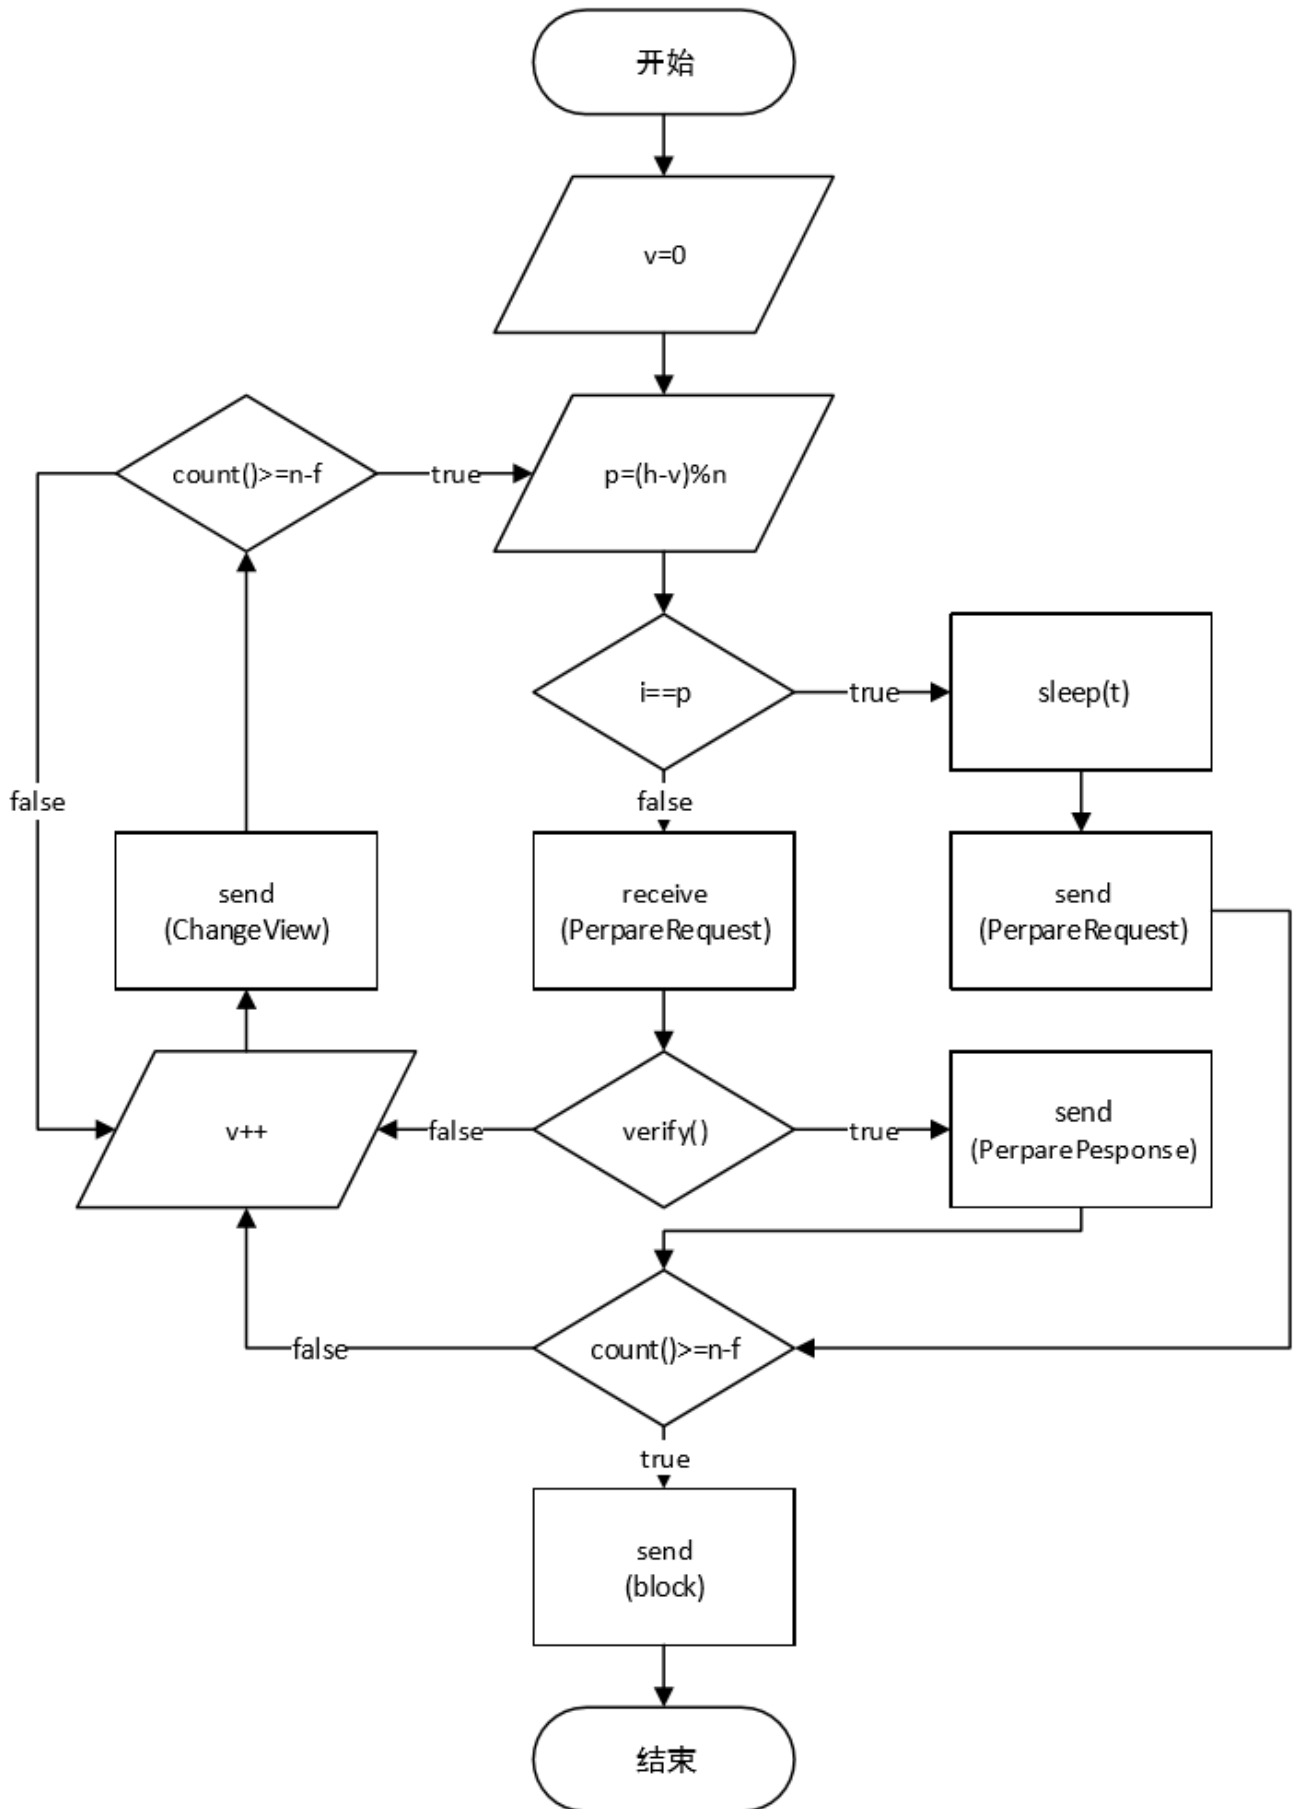 开始
v=0
count()>=n-f
true
p=(h-v)%n
i==p
true
sleep(t)
false
false
send
(ChangeView)
receive
(PerpareRequest)
send
(PerpareRequest)
v++
false
verify()
true
send
(PerparePesponse)
false
count()>=n-f
true
send
(block)
结束